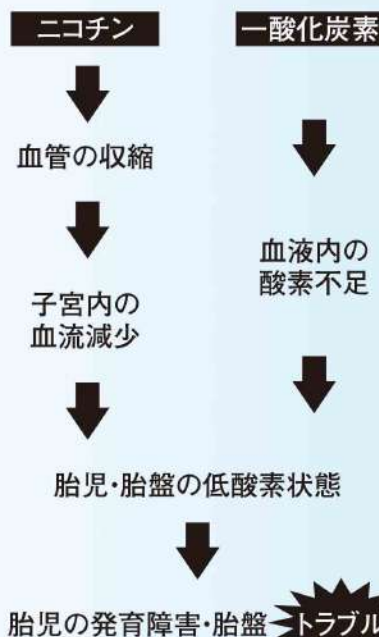 ニコチン
一酸化炭素
血管の収縮
子宮内の
血流減少
血液内の
酸素不足
胎児・胎盤の低酸素状態
胎児の発育障害・胎盤 トラブル